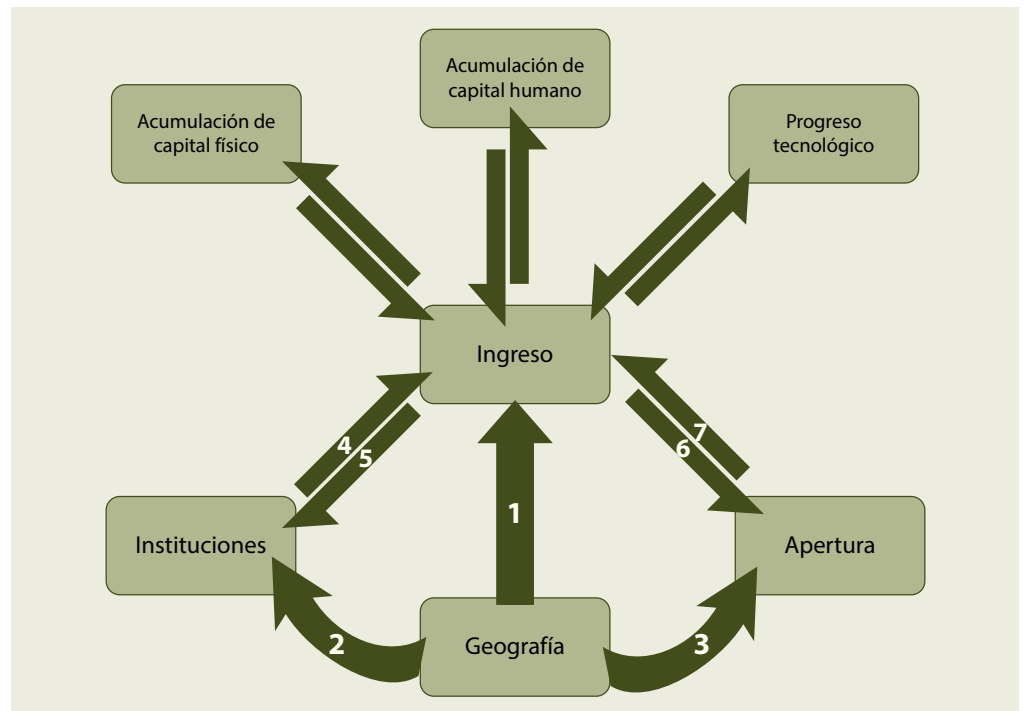 Acumulación de
capital humano
Acumulación de
capital físico
Progreso
tecnológico
Ingreso
4
5
7
6
1
Instituciones
Apertura
2
Geografía
3